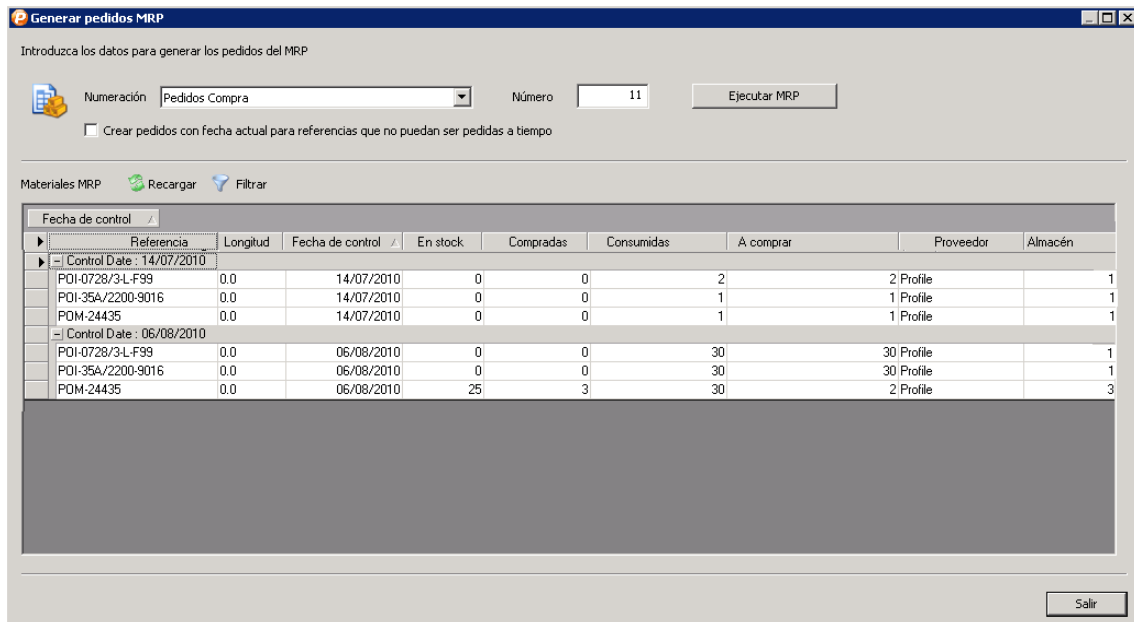 Generar pedidos MRP
Introduzca los datos para generar los pedidos del MRP
Numeración Pedidos Compra Número 11 Ejecutar MRP
Crear pedidos con fecha actual para referencias que no puedan ser pedidas a tiempo
Materiales MRP Recargar Filtrar
Fecha de control
Referencia Longitud Fecha de control En stock Compradas Consumidas A comprar Proveedor Almacén
Control Date : 14/07/2010
POI-0728/3-L-F99 0.0 14/07/2010 0 0 2 2 Profile 1
POI-35A/2200-9016 0.0 14/07/2010 0 0 1 1 Profile 1
POM-24435 0.0 14/07/2010 0 0 1 1 Profile 1
Control Date : 06/08/2010
POI-0728/3-L-F99 0.0 06/08/2010 0 0 30 30 Profile 1
POI-35A/2200-9016 0.0 06/08/2010 0 0 30 30 Profile 1
POM-24435 0.0 06/08/2010 25 3 30 2 Profile 3
Salir